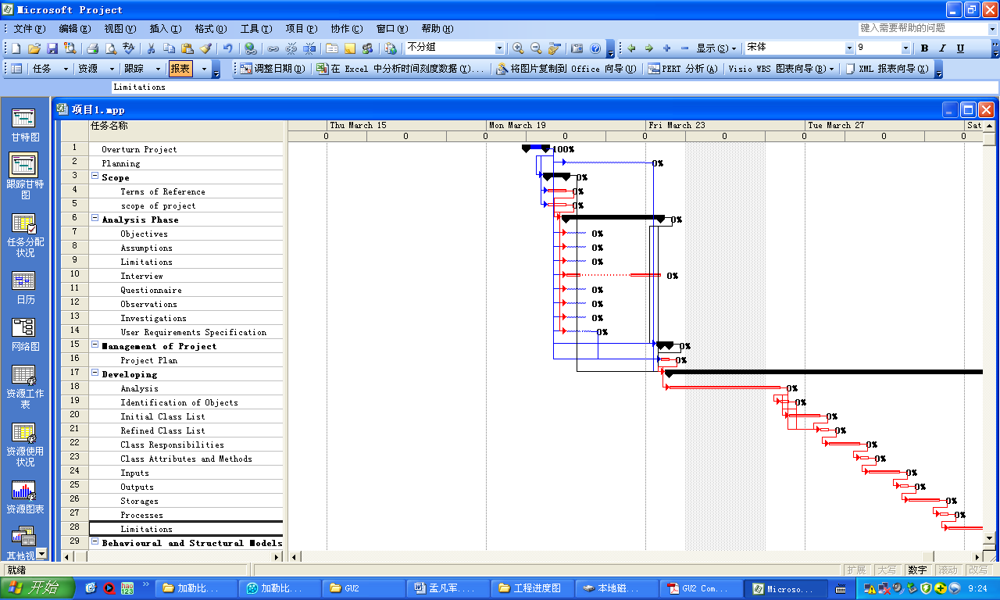 Microsoft Project
文件(F) 编辑(E) 视图(V) 插入(I) 格式(O) 工具(T) 项目(P) 协作(C) 窗口(W) 帮助(H) 键入需要帮助的问题
不分组 显示(S) 宋体 9 B I U
任务 资源 跟踪 报表 调整日期(D) 在 Excel 中分析时间刻度数据(T)... 将图片复制到 Office 向导(U) PERT 分析(A) Visio WBS 图表向导(B) XML 报表向导(X)
Limitations
项目1.mpp
任务名称 Thu March 15 Mon March 19 Fri March 23 Tue March 27 Sat
0 0 0 0 0 0 0 0 0
1 Overturn Project 100%
2 Planning 0%
3 Scope 0%
4 Terms of Reference 0%
5 scope of project 0%
6 Analysis Phase 0%
7 Objectives 0%
8 Assumptions 0%
9 Limitations 0%
10 Interview 0%
11 Questionnaire 0%
12 Observations 0%
13 Investigations 0%
14 User Requirements Specification 0%
15 Management of Project 0%
16 Project Plan 0%
17 Developing
18 Analysis 0%
19 Identification of Objects 0%
20 Initial Class List 0%
21 Refined Class List 0%
22 Class Responsibilities 0%
23 Class Attributes and Methods 0%
24 Inputs 0%
25 Outputs 0%
26 Storages 0%
27 Processes 0%
28 Limitations
29 Behavioural and Structural Models
甘特图
跟踪甘特
图
任务分配
状况
日历
网络图
资源工作
表
资源使用
状况
资源图表
其他视
就绪 扩展 大写 数字 滚动 改写
开始 hao 123 加勒比... 加勒比... GU2 孟凡军.... 工程进度图 本地磁... GU2 Com... Microso... 9:24